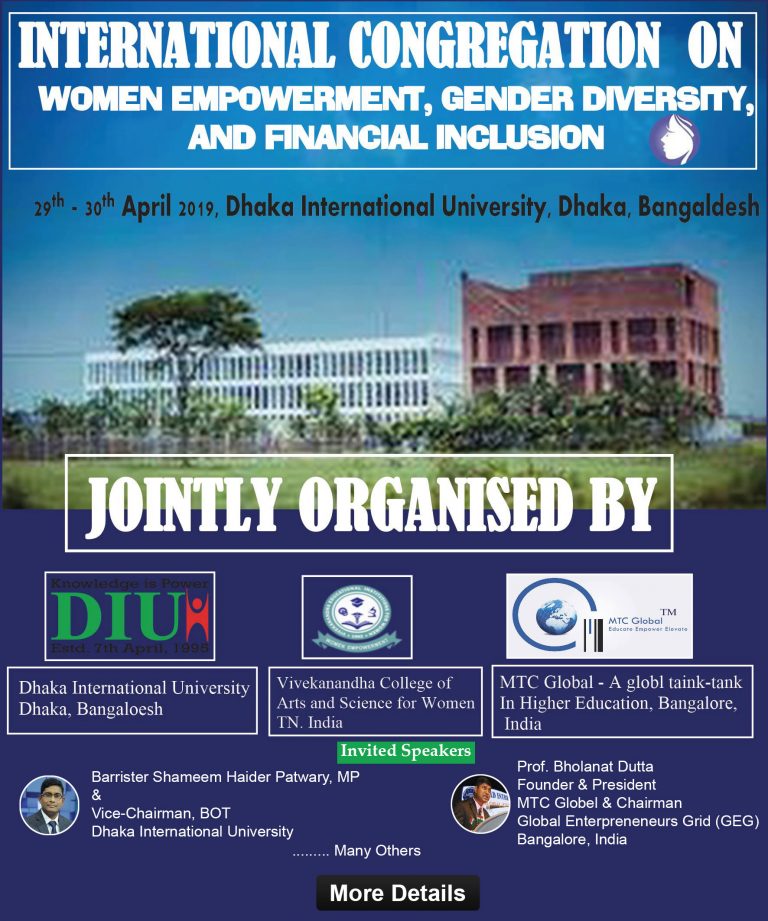 INTERNATIONAL CONGREGATION ON
WOMEN EMPOWERMENT, GENDER DIVERSITY,
AND FINANCIAL INCLUSION
29th - 30th April 2019, Dhaka International University, Dhaka, Bangaldesh
JOINTLY ORGANISED BY
Knowledge is Power
DIU
Estd. 7th April, 1995
WOMEN EMPOWERMENT
MTC Global TM
Educate Empower Elevate
Dhaka International University
Dhaka, Bangaloesh
Vivekanandha College of
Arts and Science for Women
TN. India
MTC Global - A globl taink-tank
In Higher Education, Bangalore,
India
Invited Speakers
Barrister Shameem Haider Patwary, MP
&
Vice-Chairman, BOT
Dhaka International University
Prof. Bholanat Dutta
Founder & President
MTC Globel & Chairman
Global Enterpreneneurs Grid (GEG)
Bangalore, India
......... Many Others
More Details